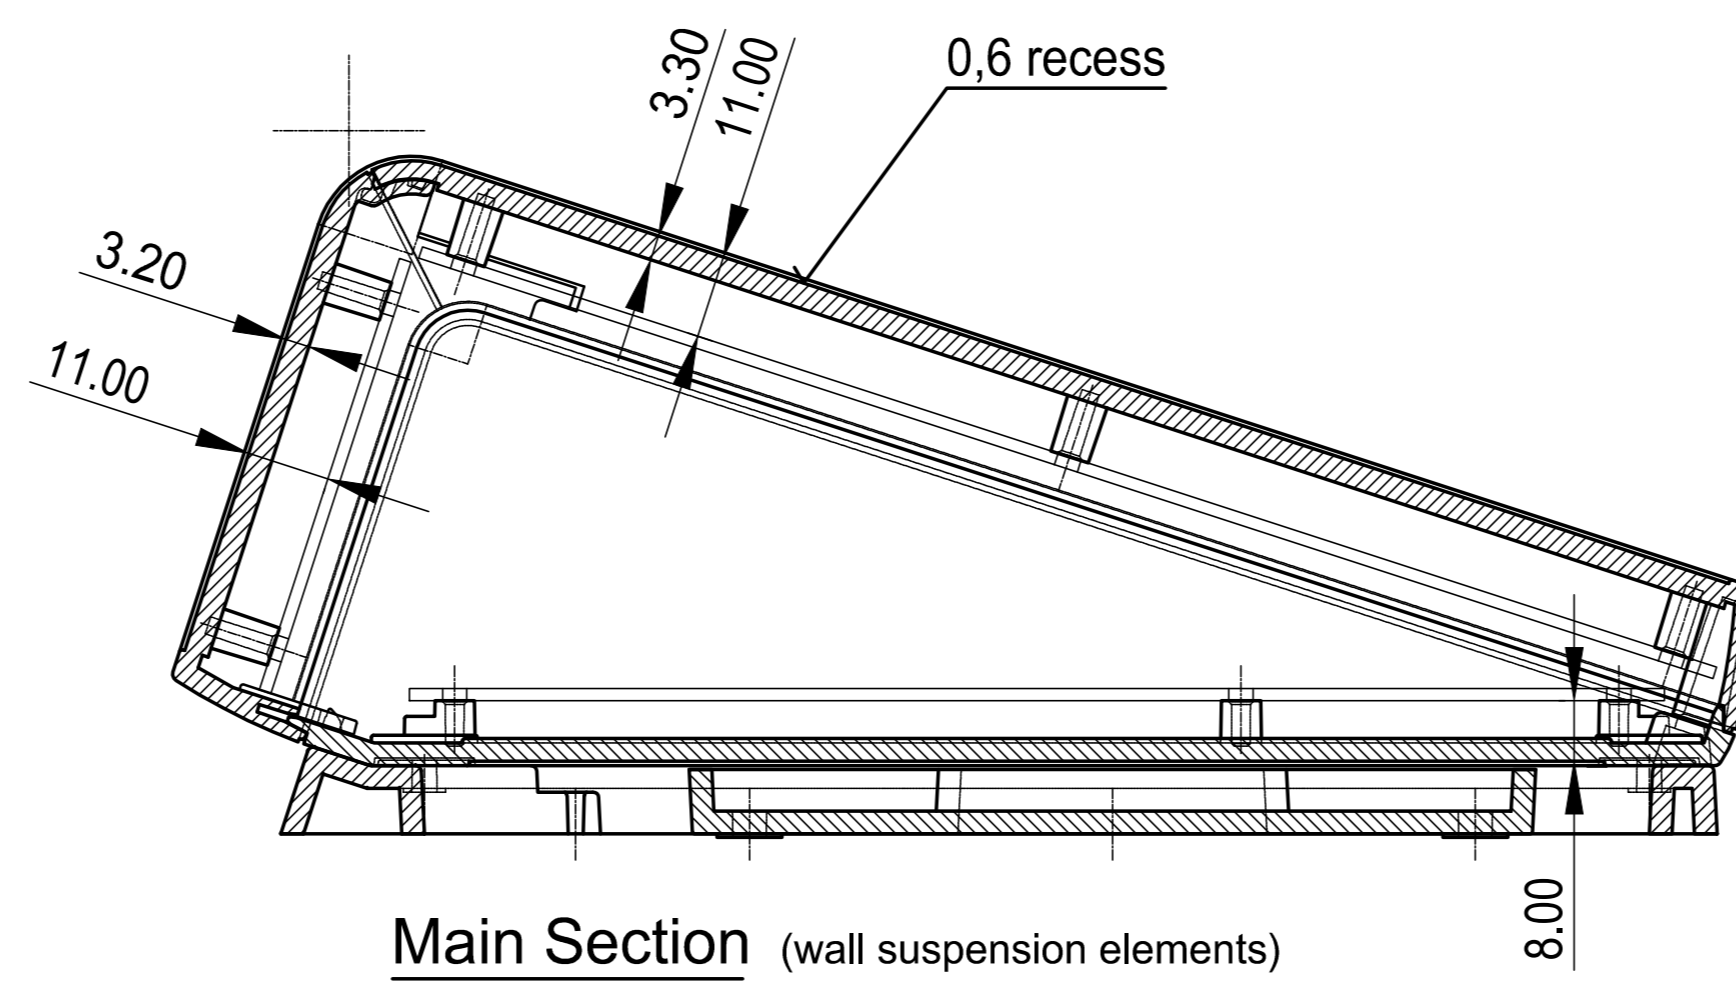 3.30
11.00
0,6 recess
3.20
11.00
8.00
Main Section (wall suspension elements)